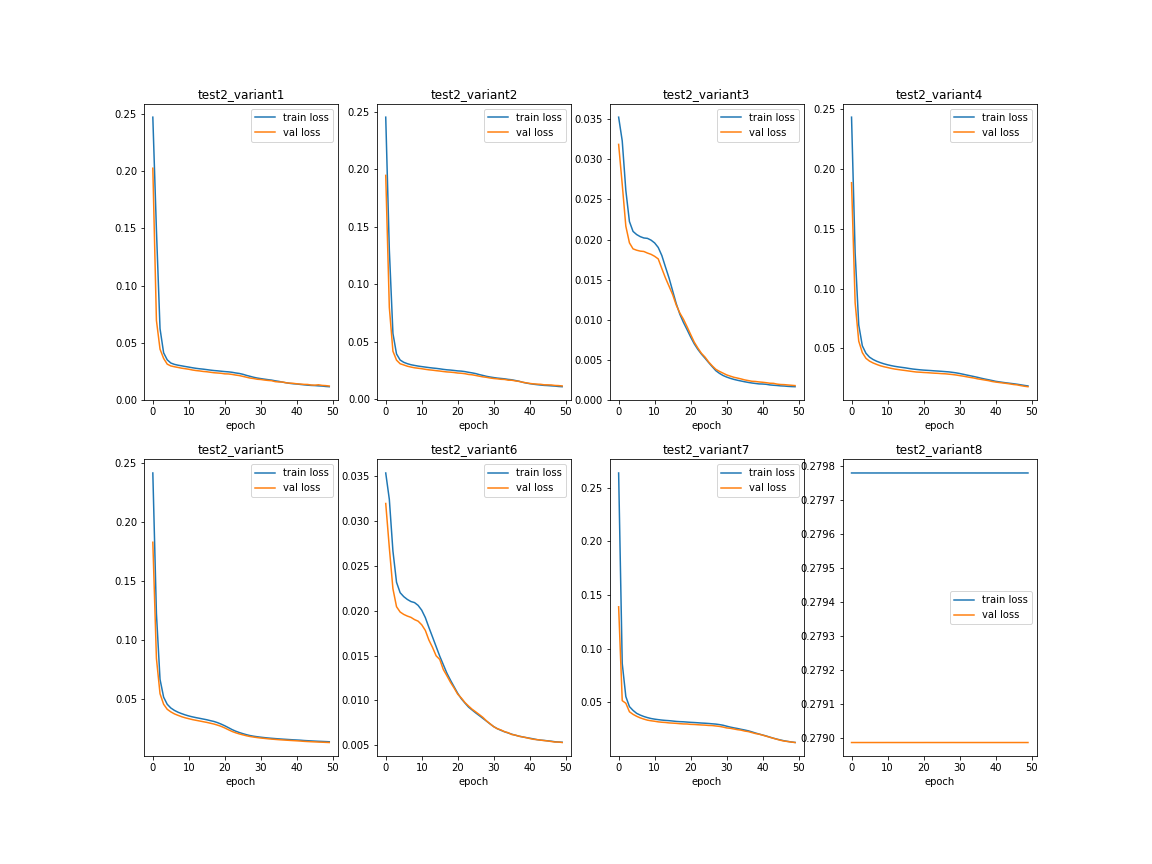 test2_variant1
0.25
0.20
0.15
0.10
0.05
0.00
train loss
val loss
0 10 20 30 40 50
epoch
test2_variant2
0.25
0.20
0.15
0.10
0.05
0.00
train loss
val loss
0 10 20 30 40 50
epoch
test2_variant3
0.035
0.030
0.025
0.020
0.015
0.010
0.005
0.000
train loss
val loss
0 10 20 30 40 50
epoch
test2_variant4
0.25
0.20
0.15
0.10
0.05
train loss
val loss
0 10 20 30 40 50
epoch
test2_variant5
0.25
0.20
0.15
0.10
0.05
train loss
val loss
0 10 20 30 40 50
epoch
test2_variant6
0.035
0.030
0.025
0.020
0.015
0.010
0.005
train loss
val loss
0 10 20 30 40 50
epoch
test2_variant7
0.25
0.20
0.15
0.10
0.05
train loss
val loss
0 10 20 30 40 50
epoch
test2_variant8
0.2798
0.2797
0.2796
0.2795
0.2794
0.2793
0.2792
0.2791
0.2790
train loss
val loss
0 10 20 30 40 50
epoch